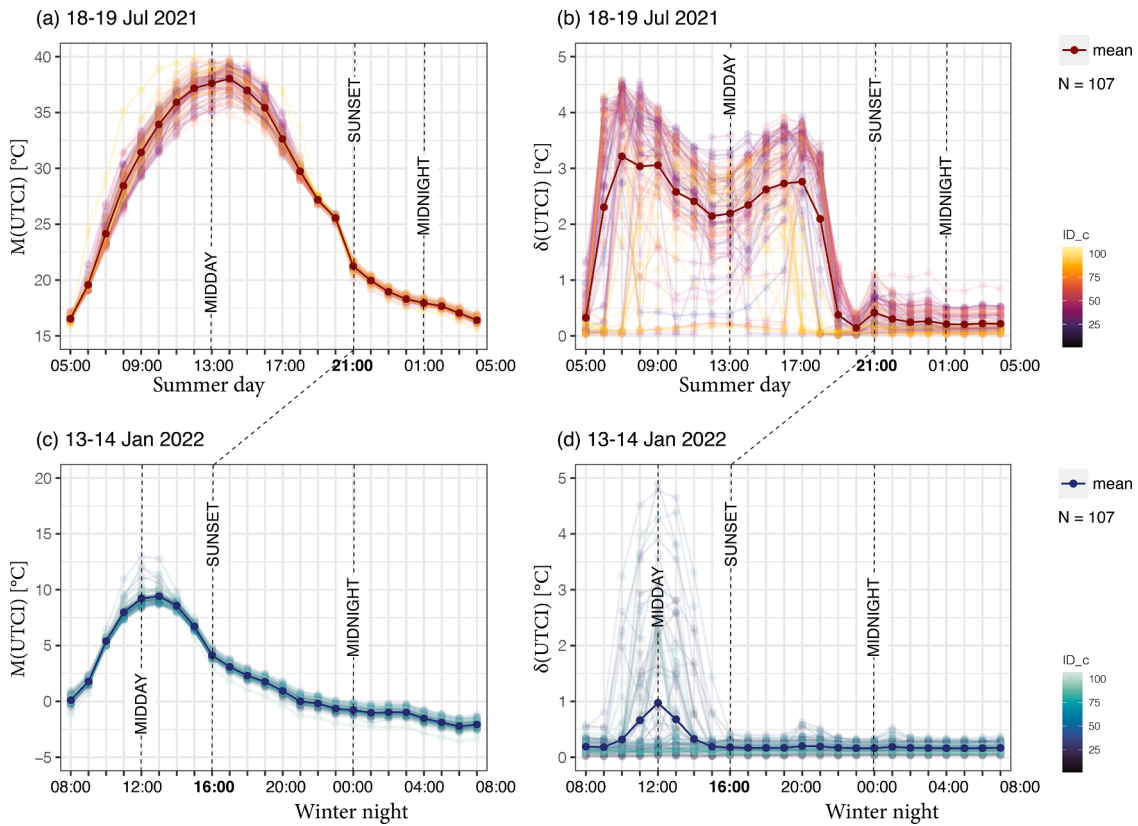 (a) 18-19 Jul 2021
M(UTCI) [°C]
40
35
30
25
20
15
MIDDAY
SUNSET
MIDNIGHT
05:00 09:00 13:00 17:00 21:00 01:00 05:00
Summer day
(b) 18-19 Jul 2021
δ(UTCI) [°C]
5
4
3
2
1
0
MIDDAY
SUNSET
MIDNIGHT
05:00 09:00 13:00 17:00 21:00 01:00 05:00
Summer day
mean
N = 107
ID_c
100
75
50
25
(c) 13-14 Jan 2022
M(UTCI) [°C]
20
15
10
5
0
−5
MIDDAY
SUNSET
MIDNIGHT
08:00 12:00 16:00 20:00 00:00 04:00 08:00
Winter night
(d) 13-14 Jan 2022
δ(UTCI) [°C]
5
4
3
2
1
0
MIDDAY
SUNSET
MIDNIGHT
08:00 12:00 16:00 20:00 00:00 04:00 08:00
Winter night
mean
N = 107
ID_c
100
75
50
25